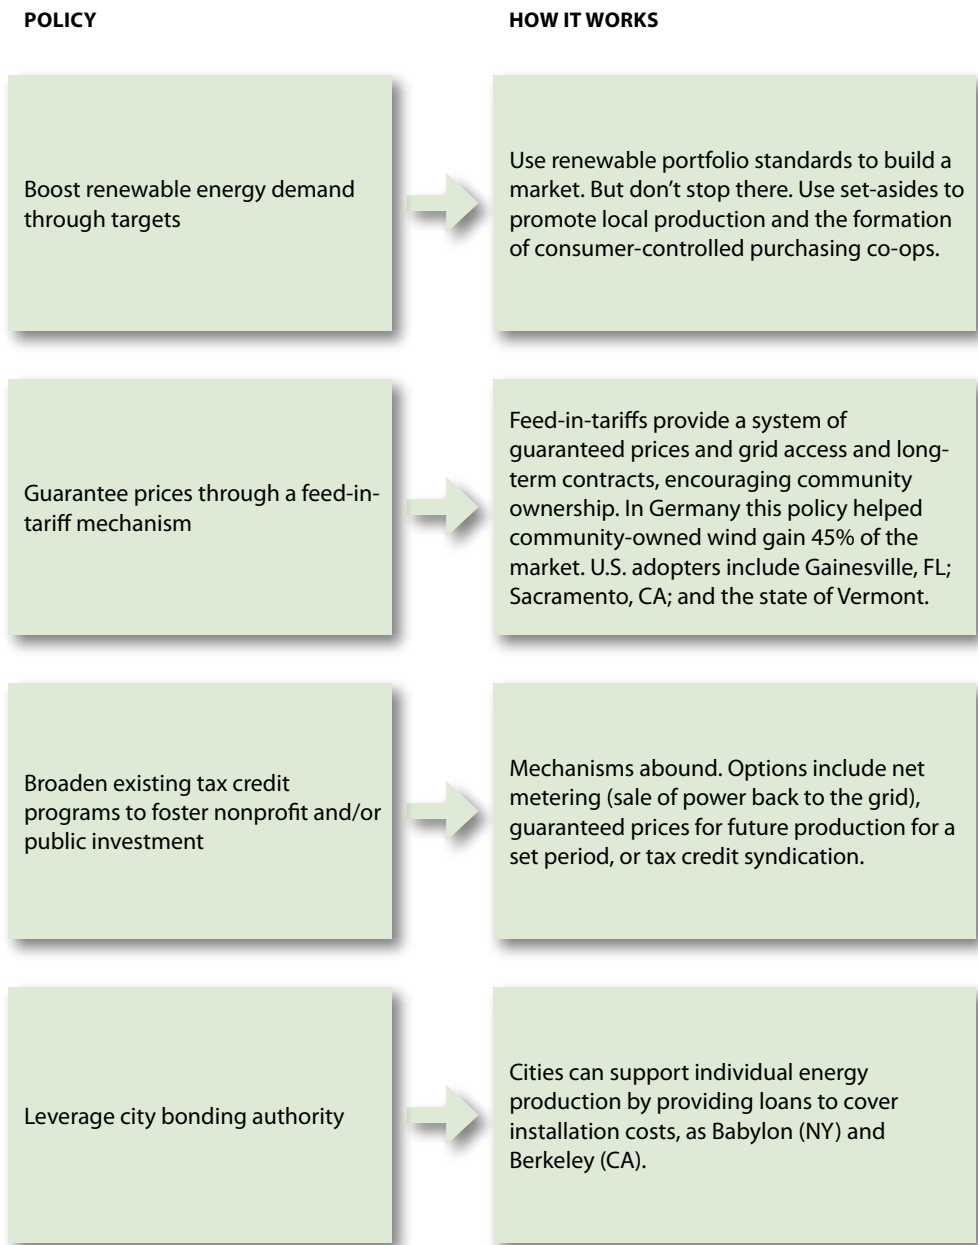 POLICY
HOW IT WORKS
Boost renewable energy demand
through targets
Use renewable portfolio standards to build a
market. But don’t stop there. Use set-asides to
promote local production and the formation
of consumer-controlled purchasing co-ops.
Guarantee prices through a feed-in-
tariff mechanism
Feed-in-tariffs provide a system of
guaranteed prices and grid access and long-
term contracts, encouraging community
ownership. In Germany this policy helped
community-owned wind gain 45% of the
market. U.S. adopters include Gainesville, FL;
Sacramento, CA; and the state of Vermont.
Broaden existing tax credit
programs to foster nonprofit and/or
public investment
Mechanisms abound. Options include net
metering (sale of power back to the grid),
guaranteed prices for future production for a
set period, or tax credit syndication.
Leverage city bonding authority
Cities can support individual energy
production by providing loans to cover
installation costs, as Babylon (NY) and
Berkeley (CA).